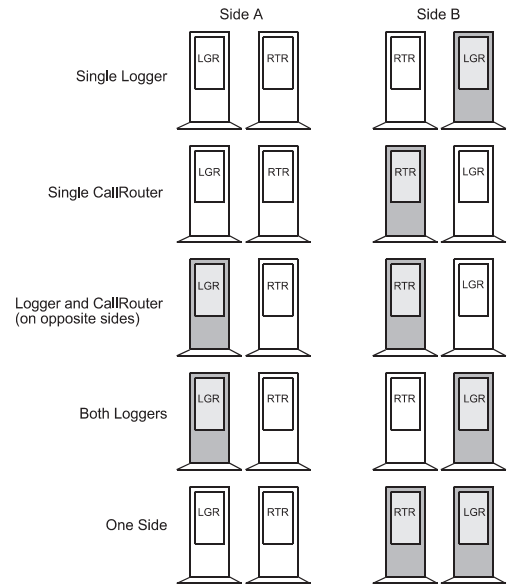 Side A Side B
Single Logger LGR RTR RTR LGR
Single CallRouter LGR RTR RTR LGR
Logger and CallRouter LGR RTR RTR LGR
(on opposite sides)
Both Loggers LGR RTR RTR LGR
One Side LGR RTR RTR LGR